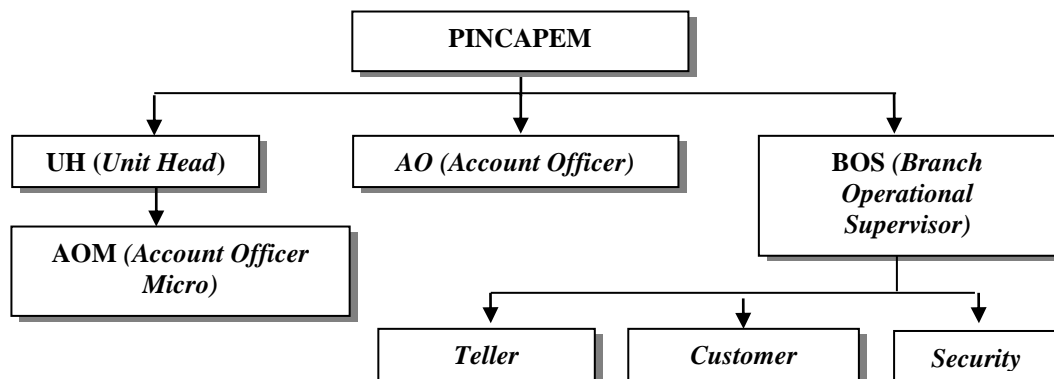 PINCAPEM
UH (Unit Head)
AO (Account Officer)
BOS (Branch
Operational
Supervisor)
AOM (Account Officer
Micro)
Teller
Customer
Security